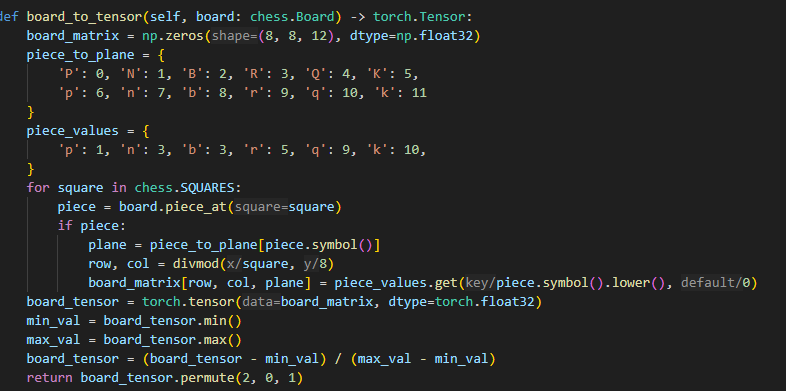 def board_to_tensor(self, board: chess.Board) -> torch.Tensor:
    board_matrix = np.zeros(shape=(8, 8, 12), dtype=np.float32)
    piece_to_plane = {
        'P': 0, 'N': 1, 'B': 2, 'R': 3, 'Q': 4, 'K': 5,
        'p': 6, 'n': 7, 'b': 8, 'r': 9, 'q': 10, 'k': 11
    }
    piece_values = {
        'p': 1, 'n': 3, 'b': 3, 'r': 5, 'q': 9, 'k': 10,
    }
    for square in chess.SQUARES:
        piece = board.piece_at(square=square)
        if piece:
            plane = piece_to_plane[piece.symbol()]
            row, col = divmod(x/square, y/8)
            board_matrix[row, col, plane] = piece_values.get(key/piece.symbol().lower(), default/0)
    board_tensor = torch.tensor(data=board_matrix, dtype=torch.float32)
    min_val = board_tensor.min()
    max_val = board_tensor.max()
    board_tensor = (board_tensor - min_val) / (max_val - min_val)
    return board_tensor.permute(2, 0, 1)